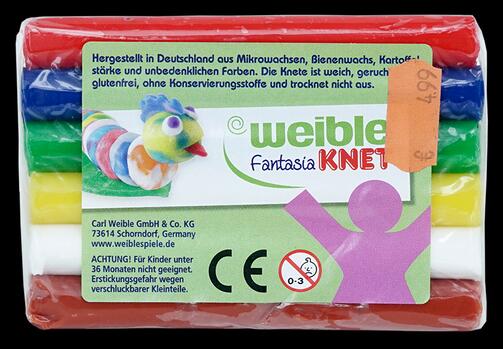 Hergestellt in Deutschland aus Mikrowachsen, Bienenwachs, Kartoffel
stärke und unbedenklichen Farben. Die Knete ist weich, geruch
glutenfrei, ohne Konservierungsstoffe und trocknet nicht aus.
€ 4.99
weible
Fantasia KNET
Carl Weible GmbH & Co. KG
73614 Schorndorf, Germany
www.weiblespiele.de
ACHTUNG! Für Kinder unter
36 Monaten nicht geeignet.
Erstickungsgefahr wegen
verschluckbarer Kleinteile.
CE
0-3